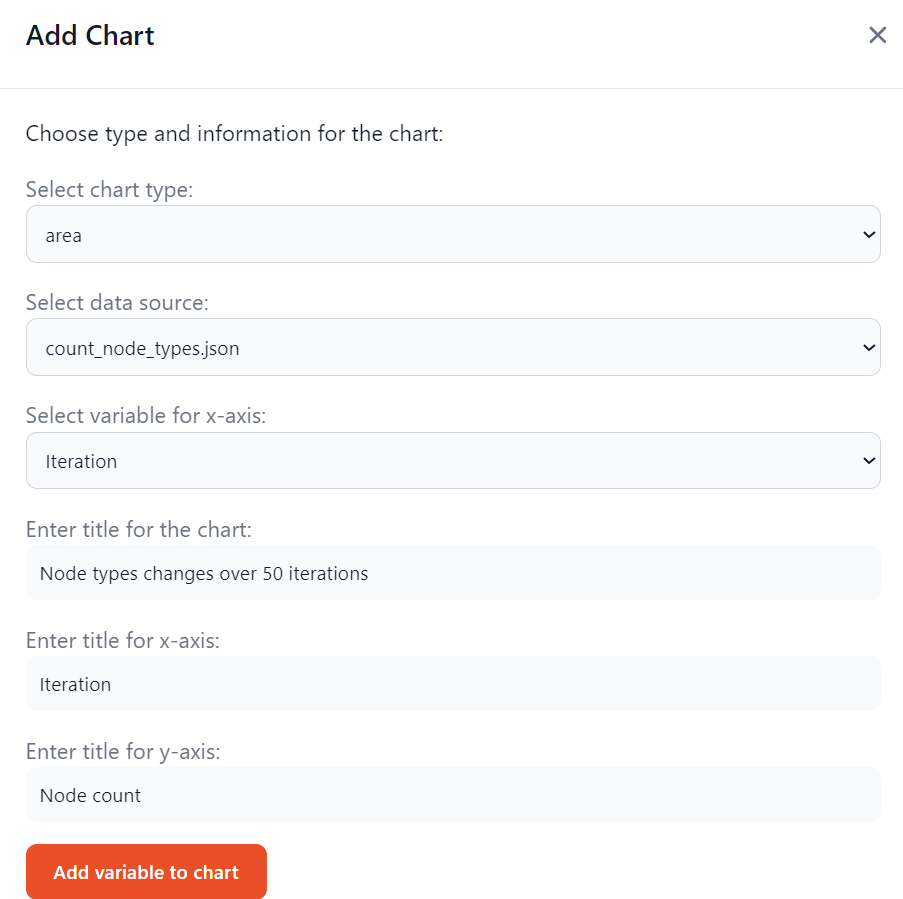 Add Chart
Choose type and information for the chart:
Select chart type:
area
Select data source:
count_node_types.json
Select variable for x-axis:
Iteration
Enter title for the chart:
Node types changes over 50 iterations
Enter title for x-axis:
Iteration
Enter title for y-axis:
Node count
Add variable to chart